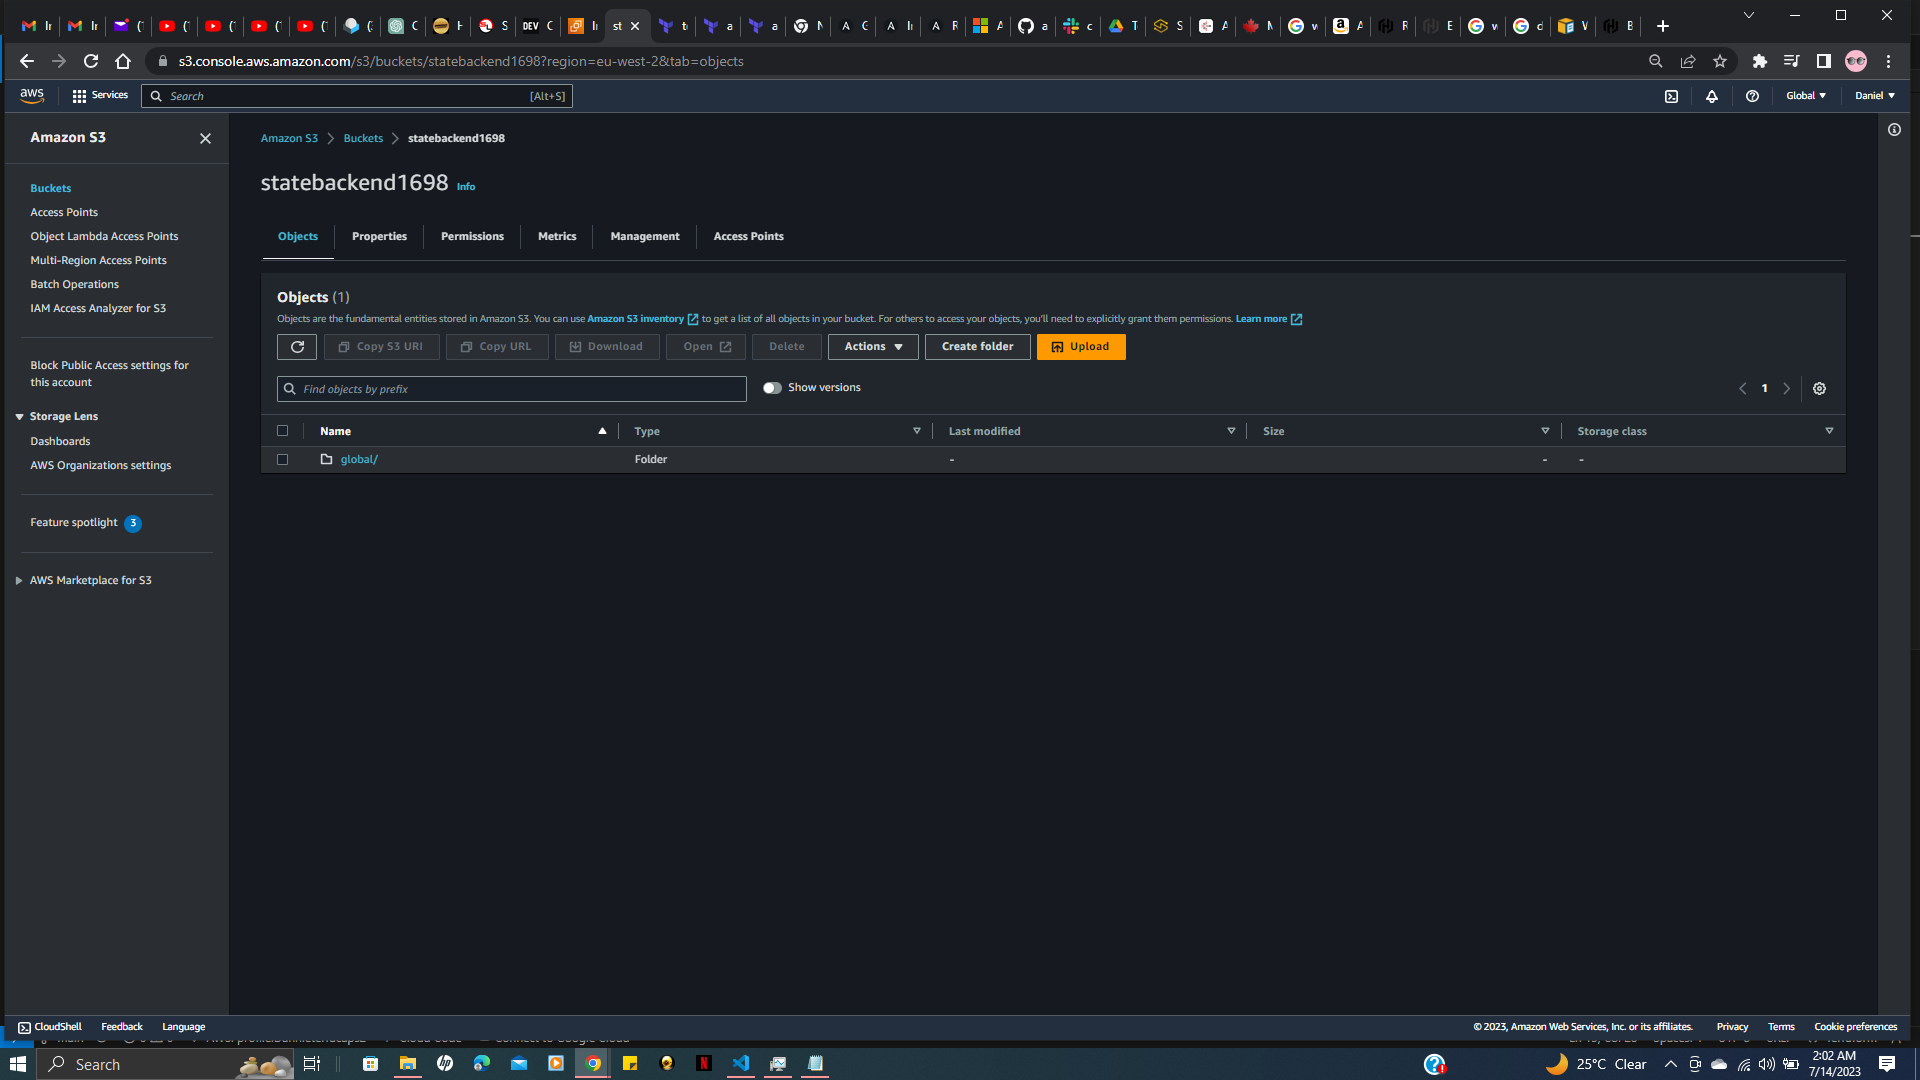 s3.console.aws.amazon.com/s3/buckets/statebackend1698?region=eu-west-2&tab=objects
aws
Services
Search
[Alt+S]
Global
Daniel
Amazon S3
Buckets
Access Points
Object Lambda Access Points
Multi-Region Access Points
Batch Operations
IAM Access Analyzer for S3
Block Public Access settings for
this account
Storage Lens
Dashboards
AWS Organizations settings
Feature spotlight 3
AWS Marketplace for S3
Amazon S3 Buckets statebackend1698
statebackend1698 Info
Objects
Properties
Permissions
Metrics
Management
Access Points
Objects (1)
Objects are the fundamental entities stored in Amazon S3. You can use Amazon S3 inventory to get a list of all objects in your bucket. For others to access your objects, you'll need to explicitly grant them permissions. Learn more
Copy S3 URI
Copy URL
Download
Open
Delete
Actions
Create folder
Upload
Find objects by prefix
Show versions
1
Name
Type
Last modified
Size
Storage class
global/
Folder
-
-
-
CloudShell
Feedback
Language
© 2023, Amazon Web Services, Inc. or its affiliates.
Privacy
Terms
Cookie preferences
Search
25°C Clear
2:02 AM
7/14/2023